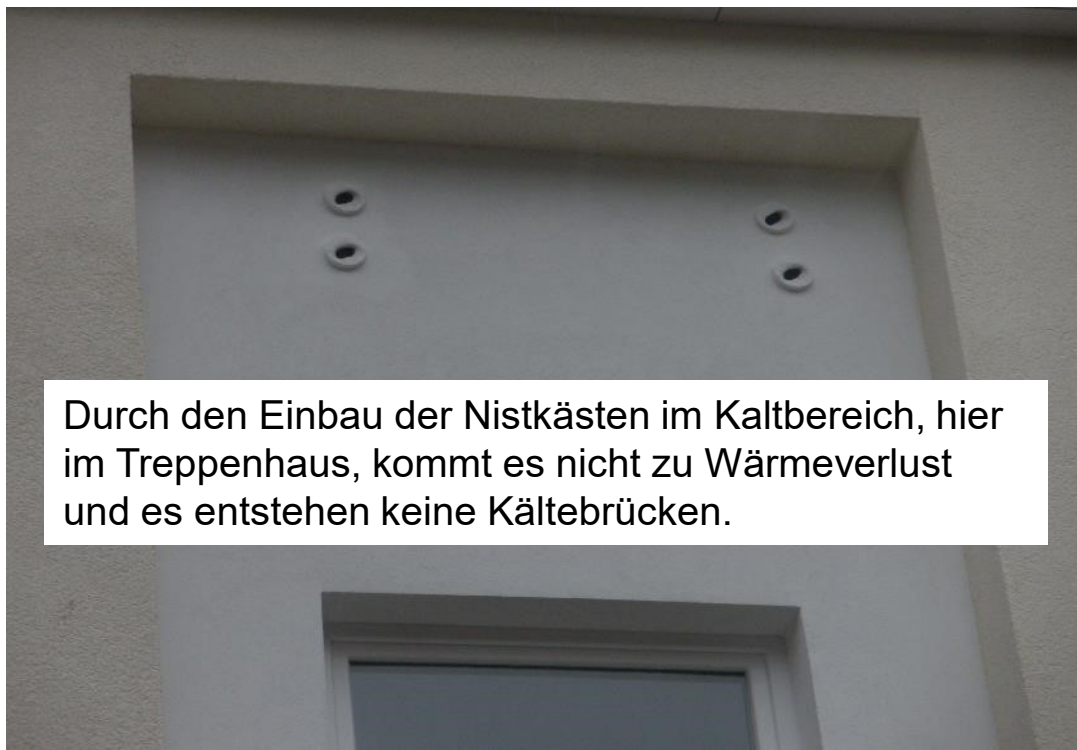 Durch den Einbau der Nistkästen im Kaltbereich, hier
im Treppenhaus, kommt es nicht zu Wärmeverlust
und es entstehen keine Kältebrücken.